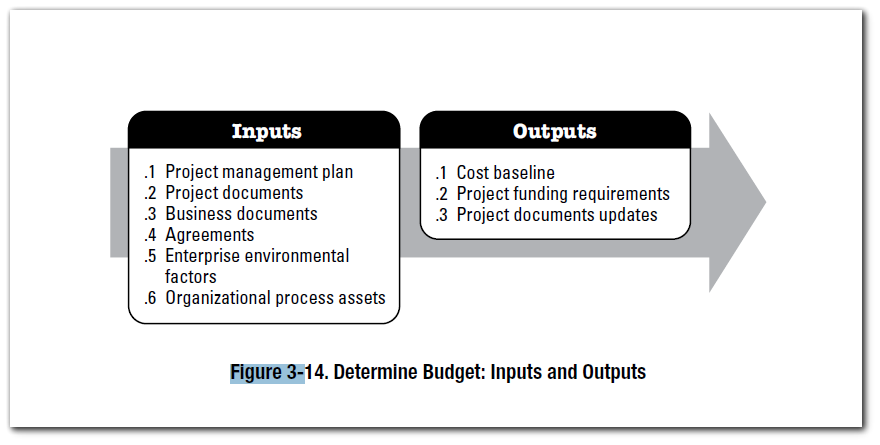 Inputs
.1 Project management plan
.2 Project documents
.3 Business documents
.4 Agreements
.5 Enterprise environmental
factors
.6 Organizational process assets
Outputs
.1 Cost baseline
.2 Project funding requirements
.3 Project documents updates
Figure 3-14. Determine Budget: Inputs and Outputs